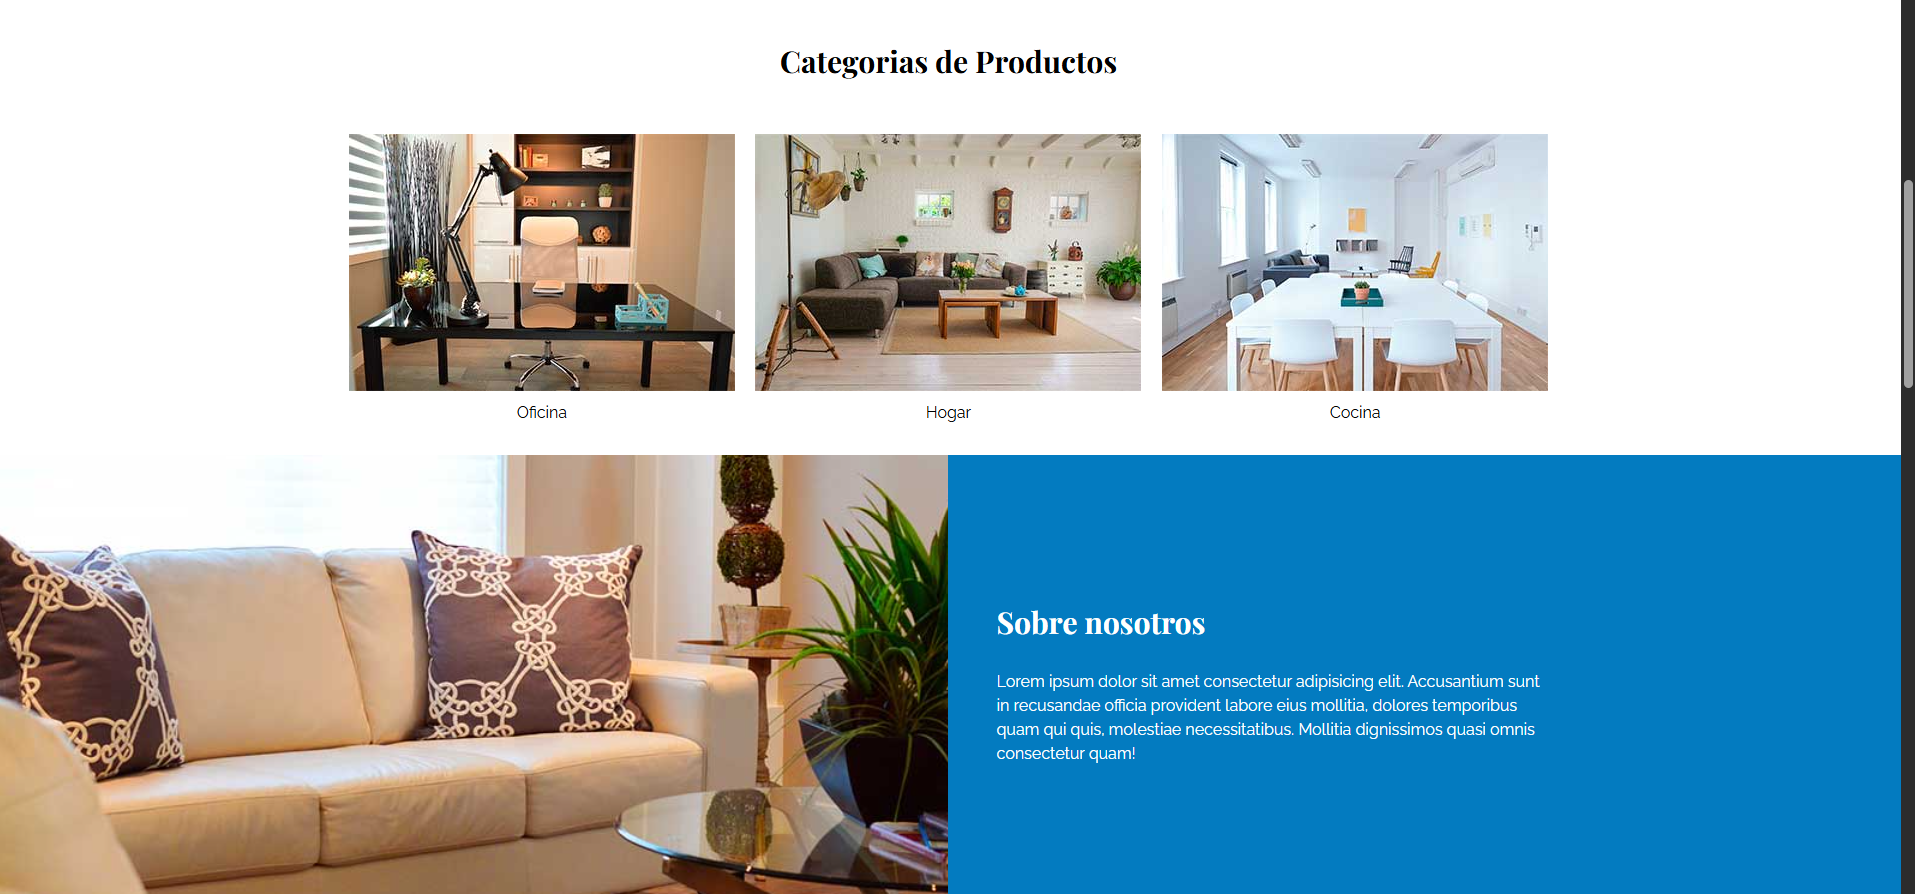 Categorias de Productos
Oficina
Hogar
Cocina
Sobre nosotros
Lorem ipsum dolor sit amet consectetur adipisicing elit. Accusantium sunt
in recusandae officia provident labore eius mollitia, dolores temporibus
quam qui quis, molestiae necessitatibus. Mollitia dignissimos quasi omnis
consectetur quam!